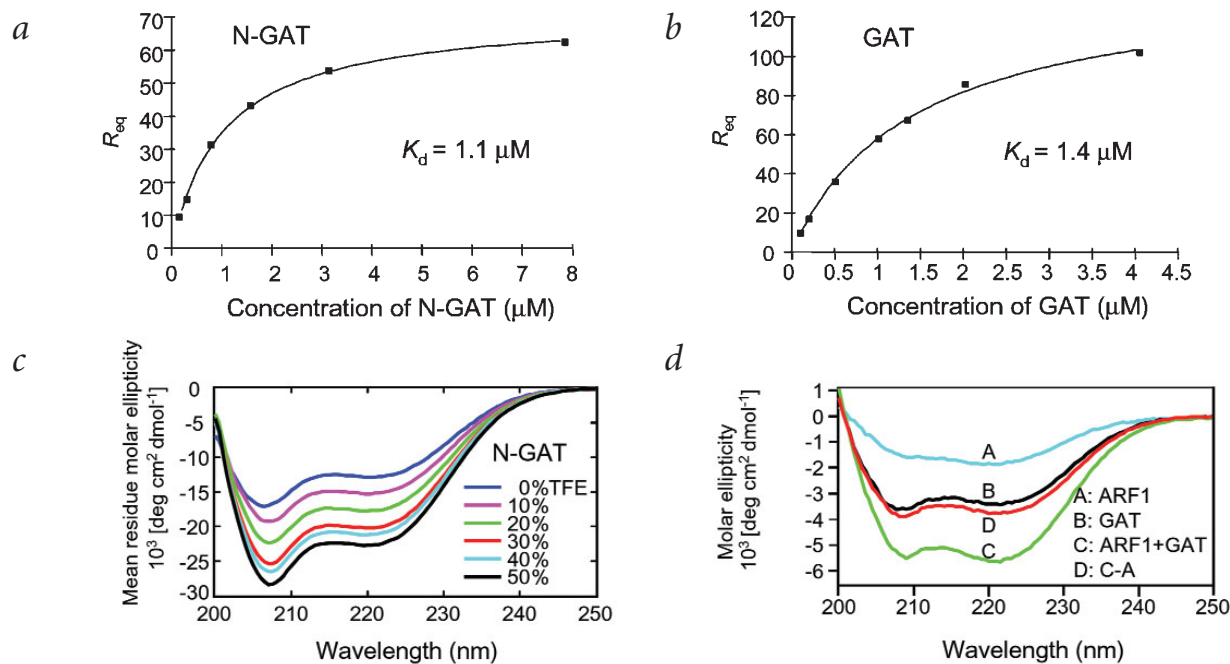 a
N-GAT
70
60
50
40
30
20
10
0
R_eq
K_d = 1.1 μM
0 1 2 3 4 5 6 7 8
Concentration of N-GAT (μM)
b
GAT
120
100
80
60
40
20
0
R_eq
K_d = 1.4 μM
0 0.5 1 1.5 2 2.5 3 3.5 4 4.5
Concentration of GAT (μM)
c
Mean residue molar ellipticity
10³ [deg cm² dmol⁻¹]
0
-5
-10
-15
-20
-25
-30
N-GAT
0%TFE
10%
20%
30%
40%
50%
200 210 220 230 240 250
Wavelength (nm)
d
Molar ellipticity
10³ [deg cm² dmol⁻¹]
1
0
-1
-2
-3
-4
-5
-6
A
B
D
C
A: ARF1
B: GAT
C: ARF1+GAT
D: C-A
200 210 220 230 240 250
Wavelength (nm)